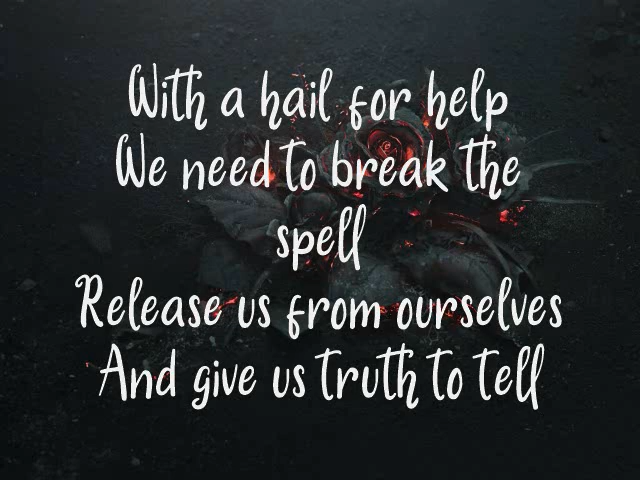 With a hail for help
We need to break the
spell
Release us from ourselves
And give us truth to tell